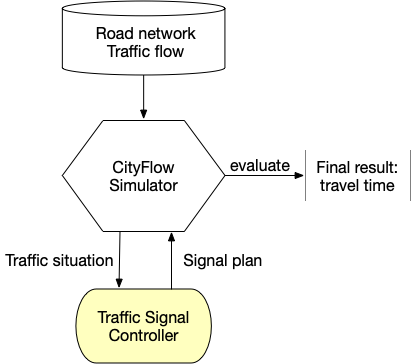 Road network
Traffic flow
CityFlow
Simulator
evaluate
Final result:
travel time
Traffic situation
Signal plan
Traffic Signal
Controller